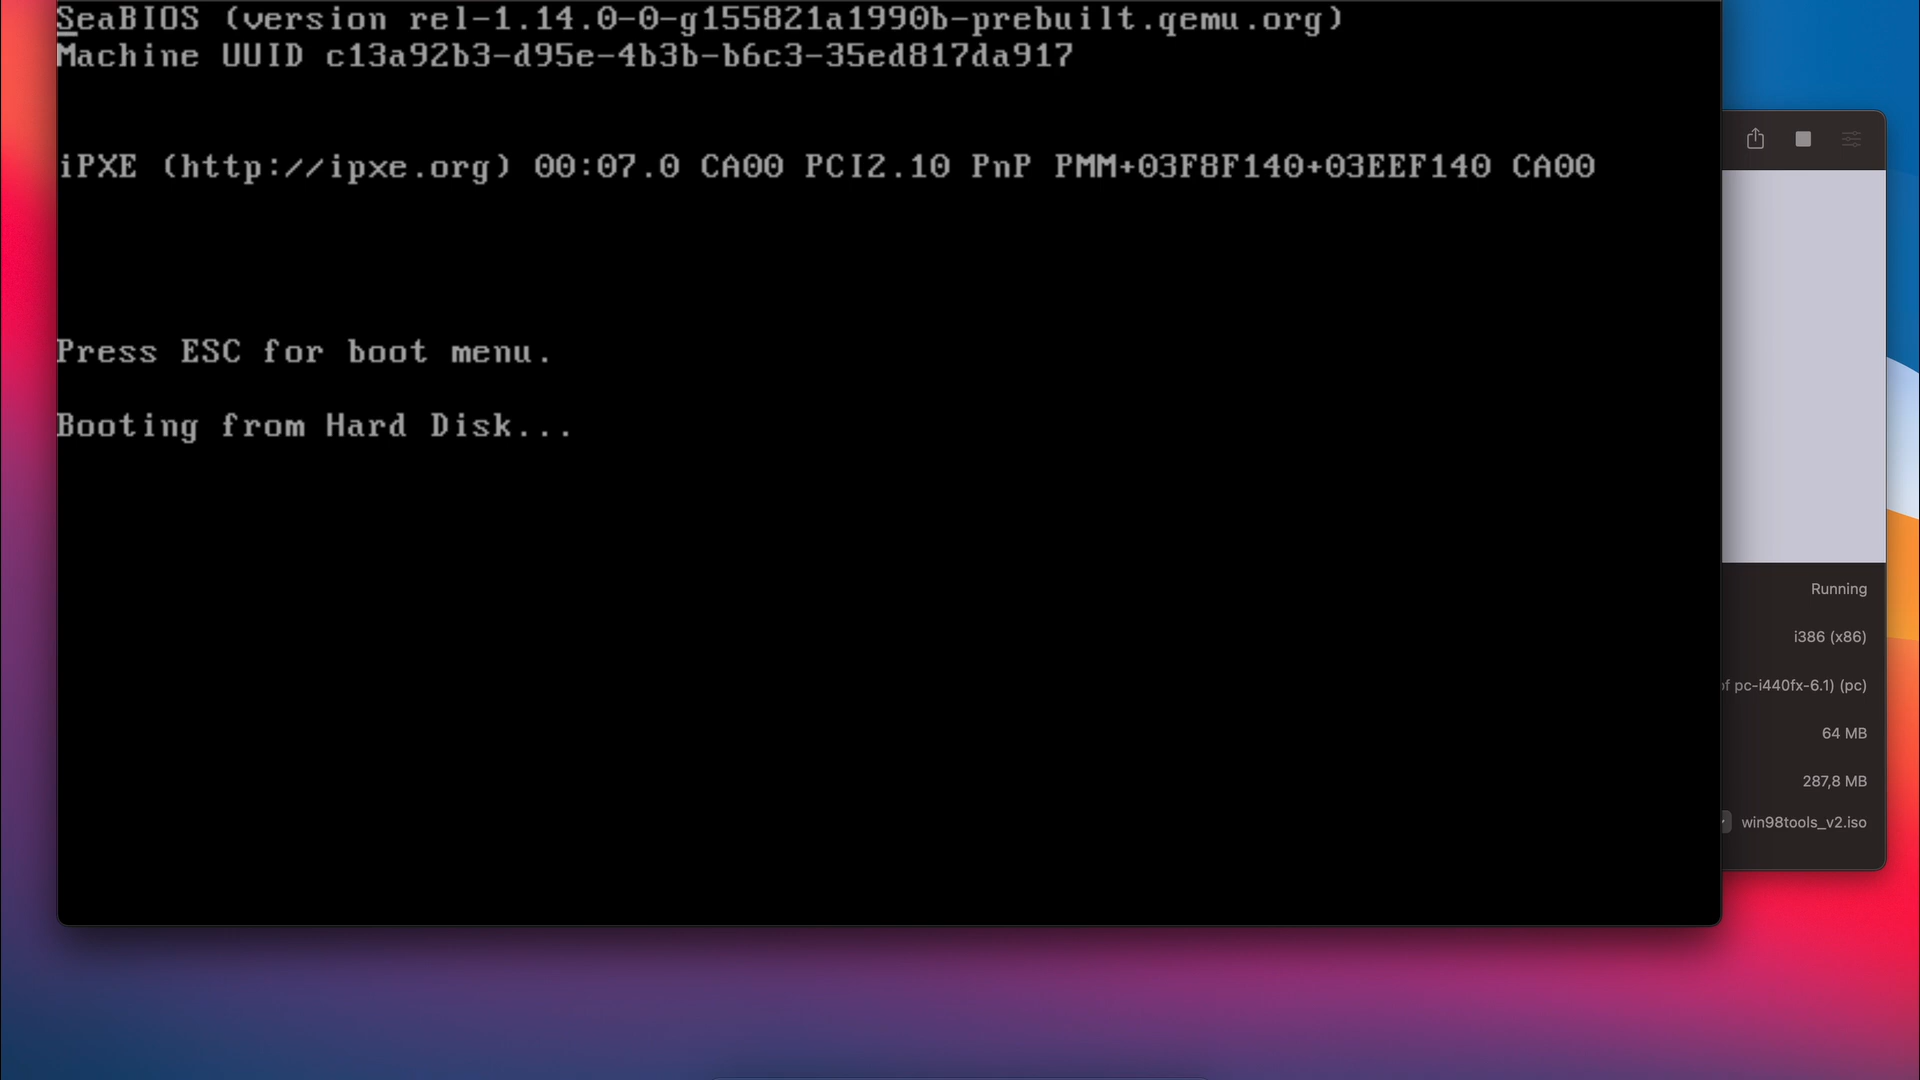 SeaBIOS (version rel-1.14.0-0-g155821a1990b-prebuilt.qemu.org)
Machine UUID c13a92b3-d95e-4b3b-b6c3-35ed817da917
iPXE (http://ipxe.org) 00:07.0 CA00 PCI2.10 PnP PMM+03F8F140+03EEF140 CA00
Press ESC for boot menu.
Booting from Hard Disk...
Running
i386 (x86)
of pc-i440fx-6.1) (pc)
64 MB
287,8 MB
win98tools_v2.iso